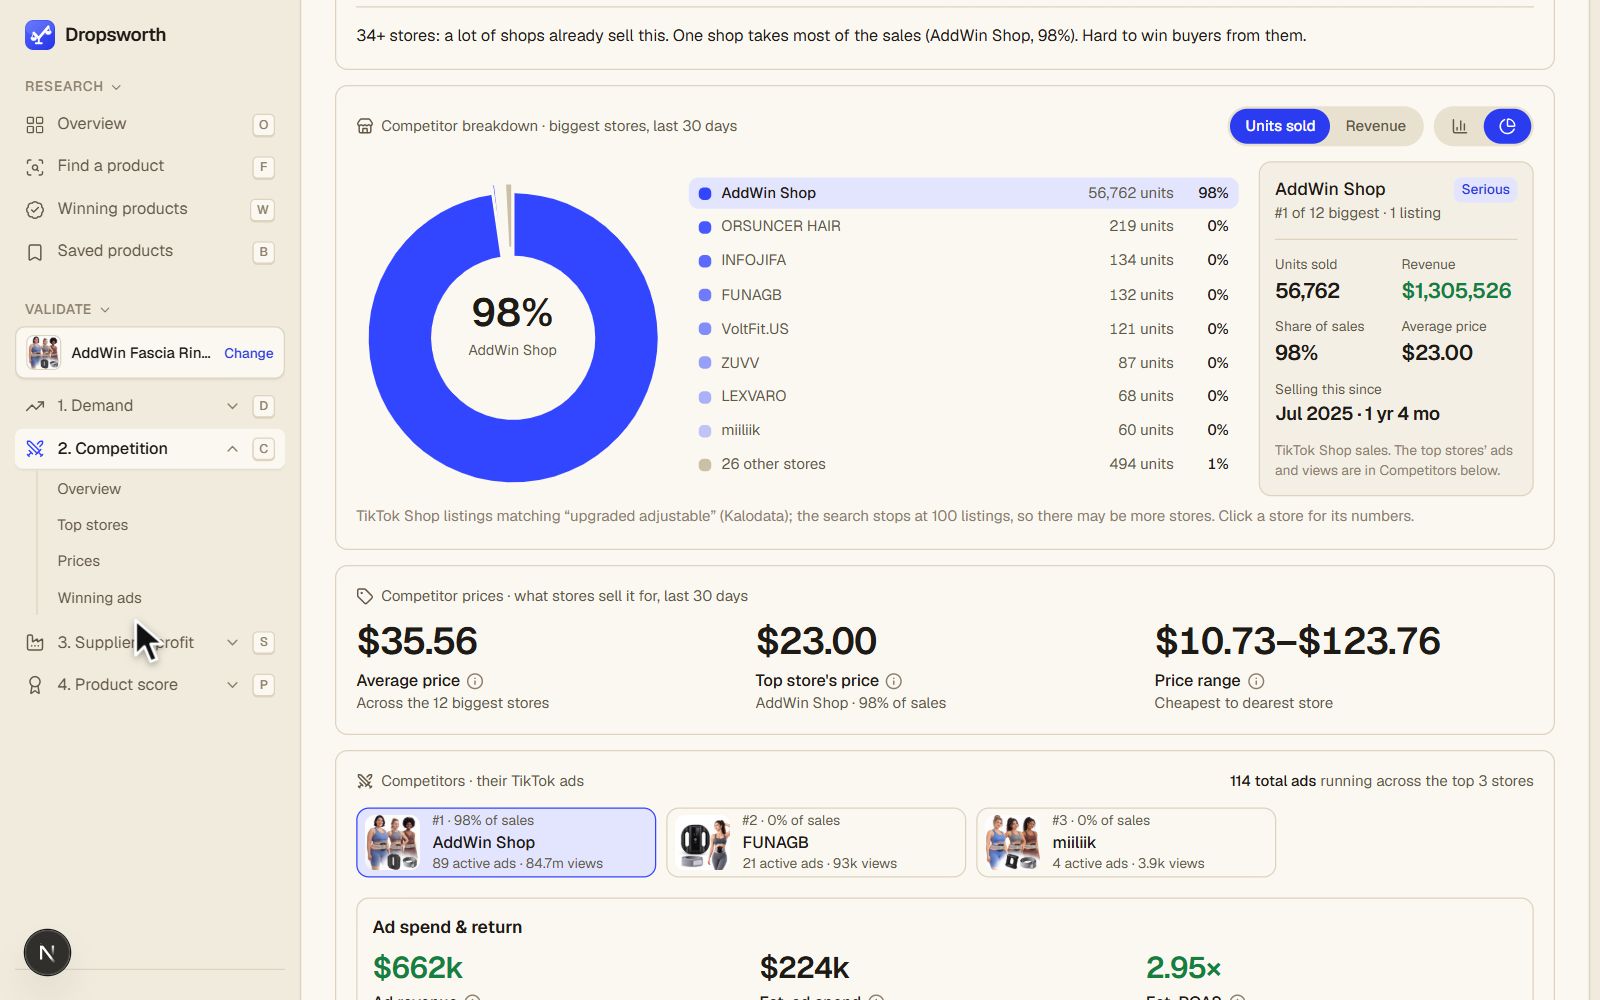 Dropsworth
RESEARCH
Overview O
Find a product F
Winning products W
Saved products B
VALIDATE
AddWin Fascia Rin... Change
1. Demand D
2. Competition C
Overview
Top stores
Prices
Winning ads
3. Supplier rofit S
4. Product score P
N
34+ stores: a lot of shops already sell this. One shop takes most of the sales (AddWin Shop, 98%). Hard to win buyers from them.
Competitor breakdown · biggest stores, last 30 days
Units sold Revenue
98%
AddWin Shop
AddWin Shop 56,762 units 98%
ORSUNCER HAIR 219 units 0%
INFOJIFA 134 units 0%
FUNAGB 132 units 0%
VoltFit.US 121 units 0%
ZUVV 87 units 0%
LEXVARO 68 units 0%
miiliik 60 units 0%
26 other stores 494 units 1%
AddWin Shop Serious
#1 of 12 biggest · 1 listing
Units sold Revenue
56,762 $1,305,526
Share of sales Average price
98% $23.00
Selling this since
Jul 2025 · 1 yr 4 mo
TikTok Shop sales. The top stores’ ads
and views are in Competitors below.
TikTok Shop listings matching “upgraded adjustable” (Kalodata); the search stops at 100 listings, so there may be more stores. Click a store for its numbers.
Competitor prices · what stores sell it for, last 30 days
$35.56 $23.00 $10.73–$123.76
Average price Top store's price Price range
Across the 12 biggest stores AddWin Shop · 98% of sales Cheapest to dearest store
Competitors · their TikTok ads 114 total ads running across the top 3 stores
#1 · 98% of sales
AddWin Shop
89 active ads · 84.7m views
#2 · 0% of sales
FUNAGB
21 active ads · 93k views
#3 · 0% of sales
miiliik
4 active ads · 3.9k views
Ad spend & return
$662k $224k 2.95×